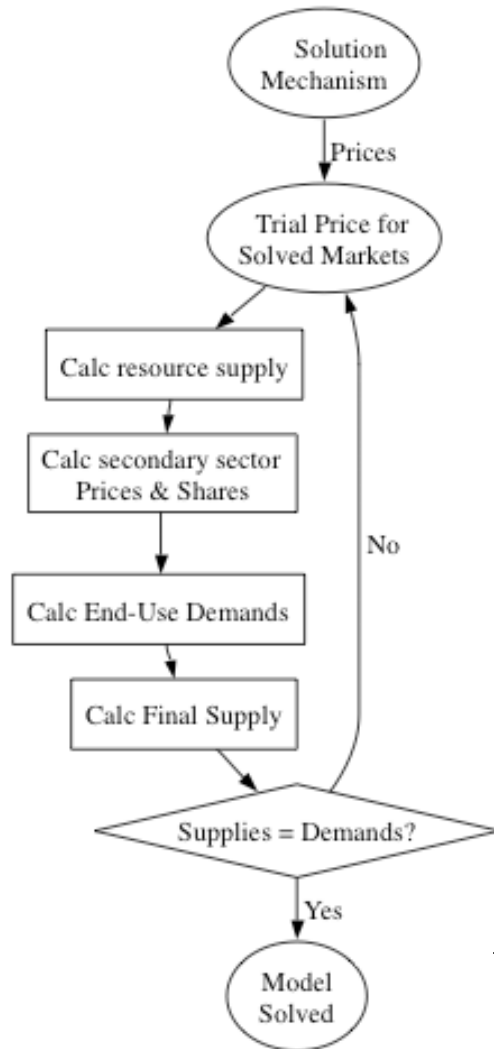 Solution
Mechanism
Prices
Trial Price for
Solved Markets
Calc resource supply
Calc secondary sector
Prices & Shares
Calc End-Use Demands
No
Calc Final Supply
Supplies = Demands?
Yes
Model
Solved